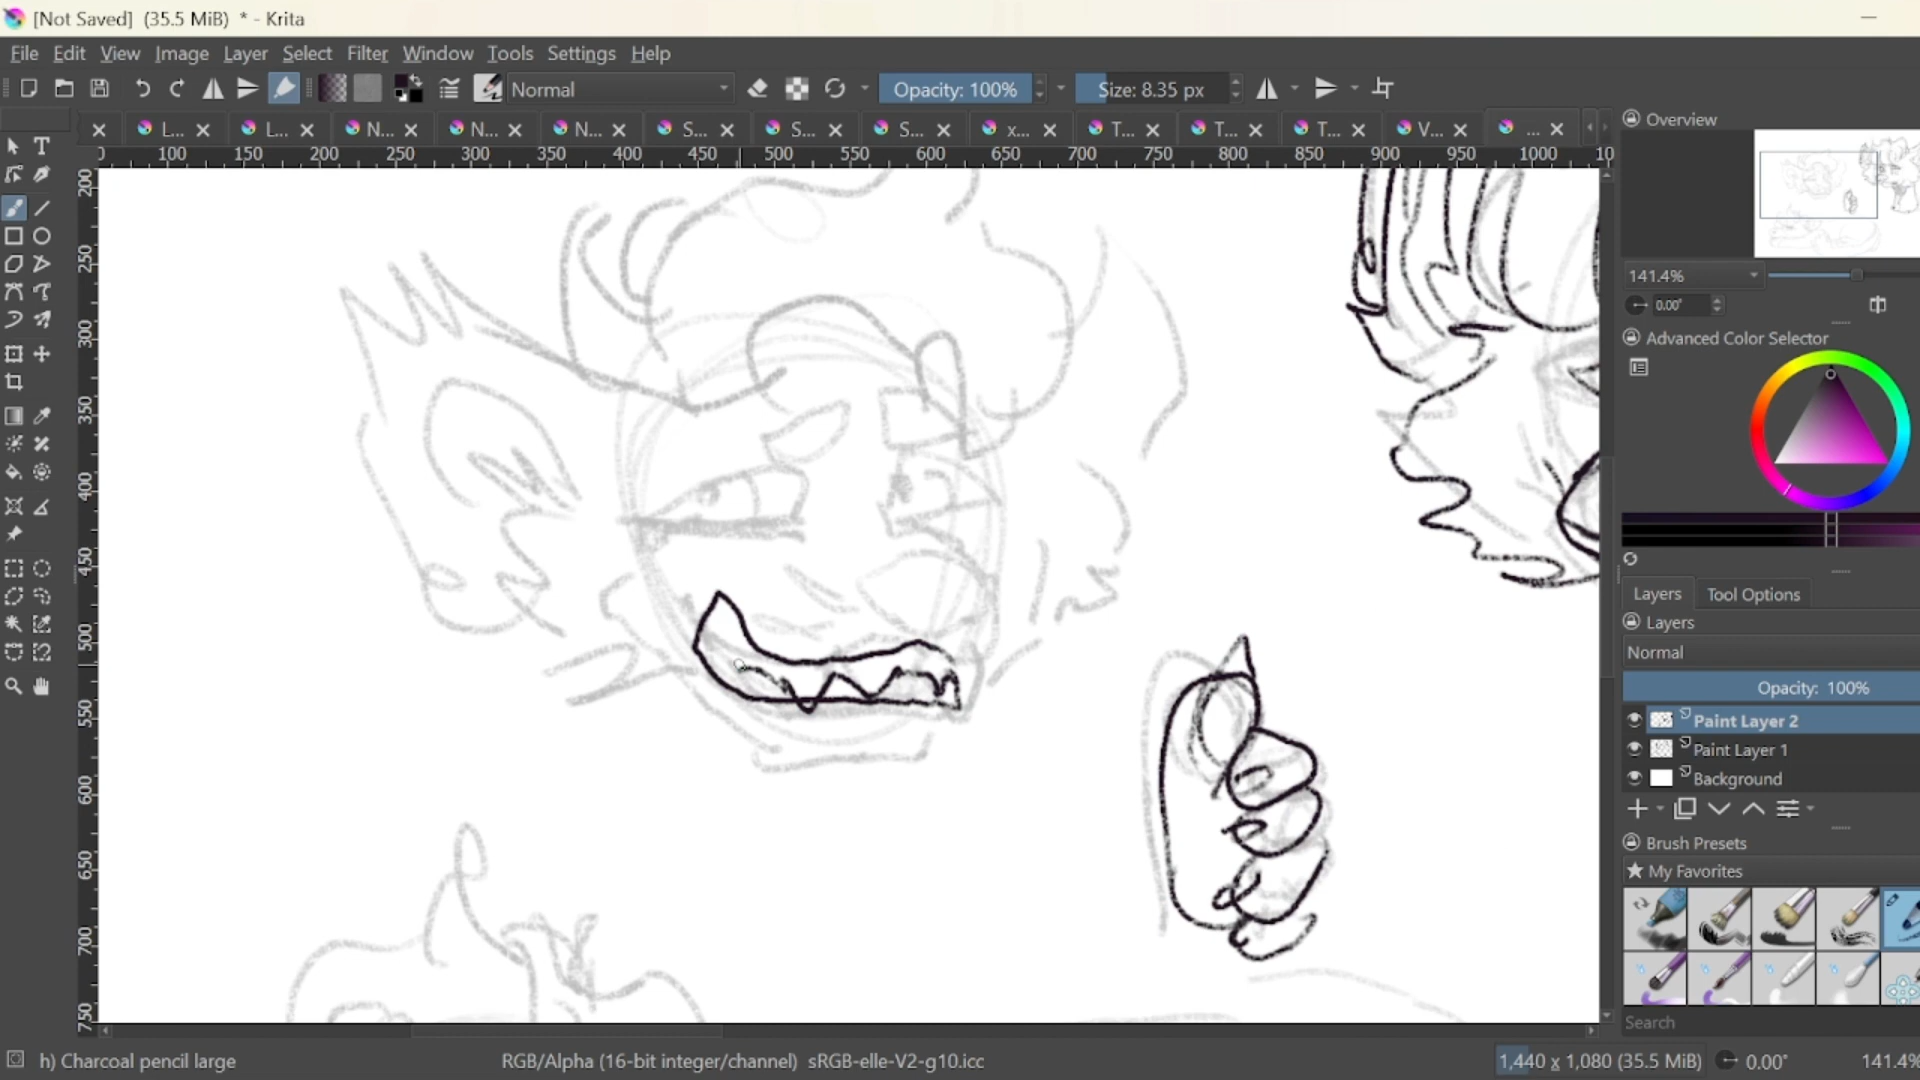 [Not Saved] (35.5 MiB) * - Krita
File Edit View Image Layer Select Filter Window Tools Settings Help
Normal Opacity: 100% Size: 8.35 px
L... L... N... N... N... S... S... S... x... T... T... T... V... ...
0 100 150 200 250 300 350 400 450 500 550 600 650 700 750 800 850 900 950 1000 10
200
250
300
350
400
450
500
550
600
650
700
750
Overview
141.4%
0.00°
Advanced Color Selector
Layers Tool Options
Layers
Normal
Opacity: 100%
Paint Layer 2
Paint Layer 1
Background
Brush Presets
★ My Favorites
Search
h) Charcoal pencil large RGB/Alpha (16-bit integer/channel) sRGB-elle-V2-g10.icc 1,440 x 1,080 (35.5 MiB) 0.00° 141.4%